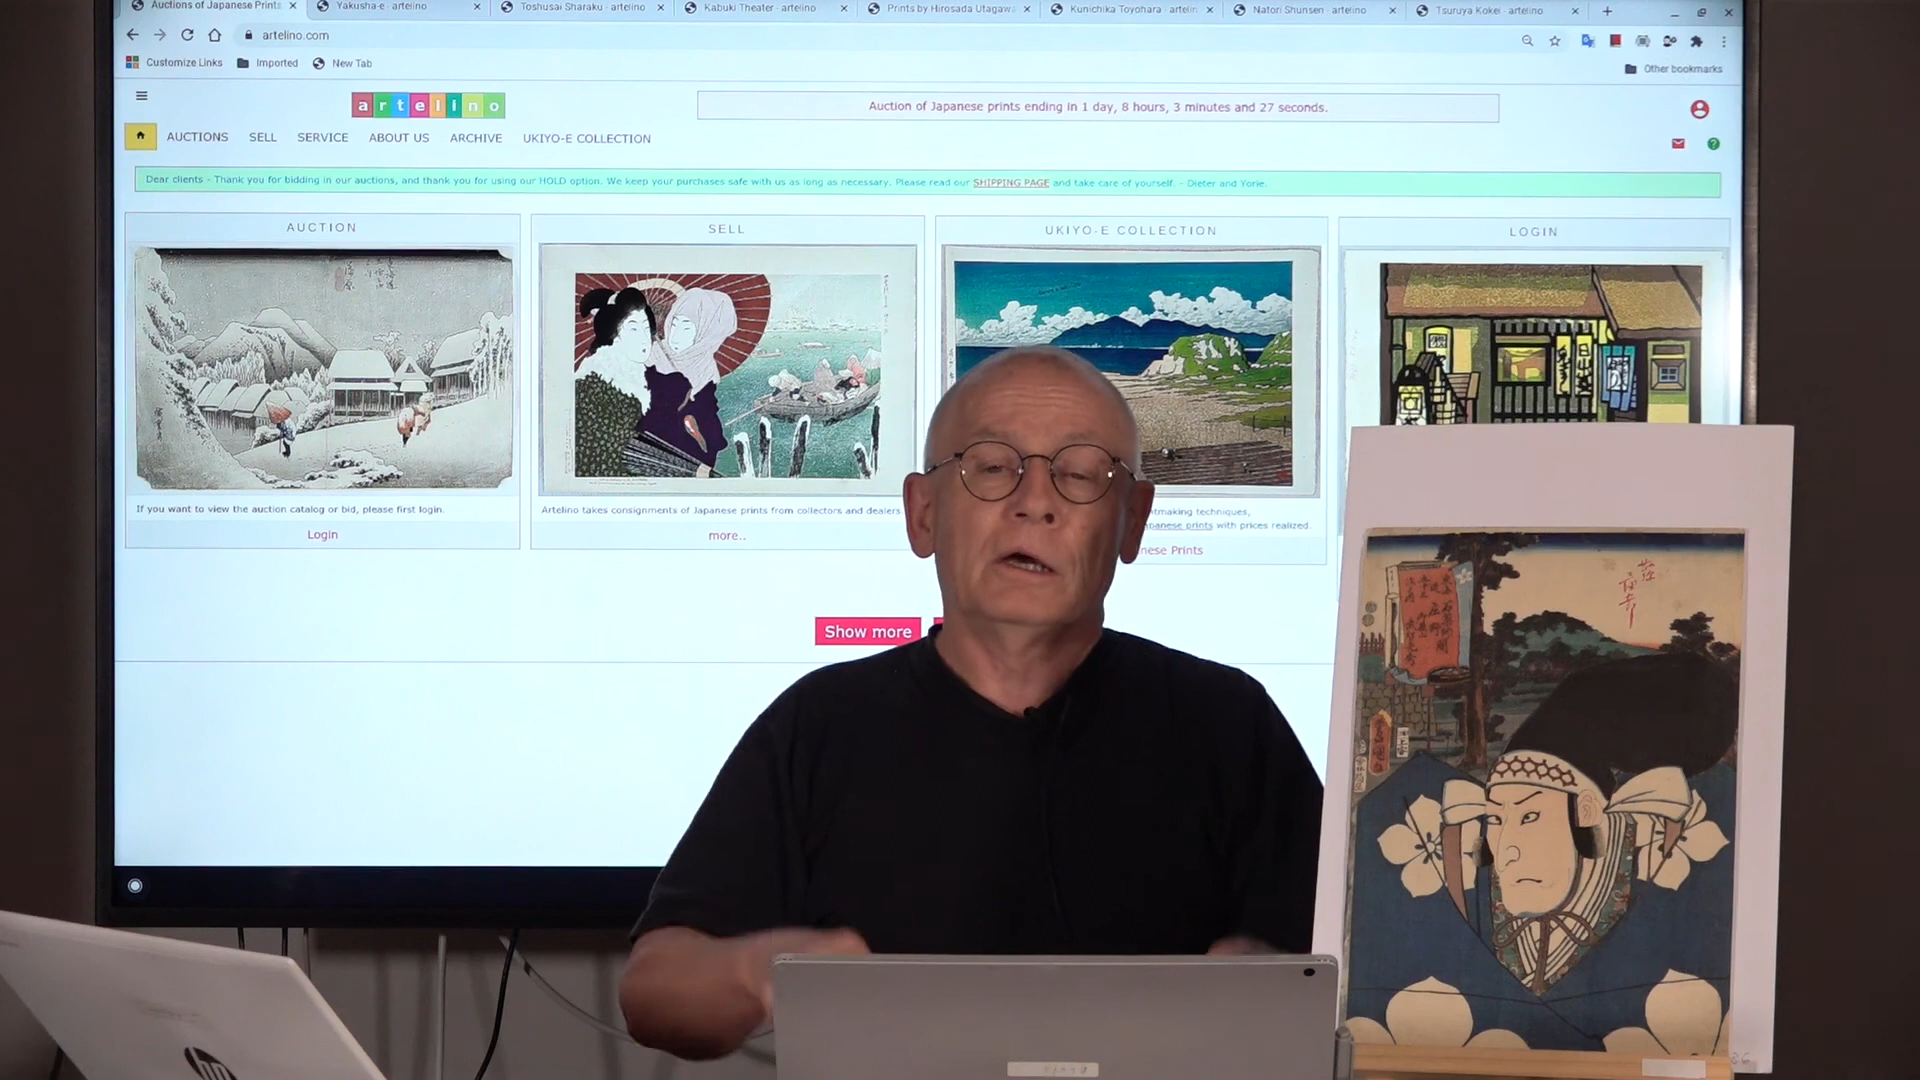 Auctions of Japanese Prints
Yakusha-e - artelino
Toshusai Sharaku - artelino
Kabuki Theater - artelino
Prints by Hirosada Utagawa
Kunichika Toyohara - artelin
Natori Shunsen - artelino
Tsuruya Kokei - artelino
artelino.com
Customize Links
Imported
New Tab
Other bookmarks
artelino
Auction of Japanese prints ending in 1 day, 8 hours, 3 minutes and 27 seconds.
AUCTIONS
SELL
SERVICE
ABOUT US
ARCHIVE
UKIYO-E COLLECTION
Dear clients - Thank you for bidding in our auctions, and thank you for using our HOLD option. We keep your purchases safe with us as long as necessary. Please read our SHIPPING PAGE and take care of yourself. - Dieter and Yorie.
AUCTION
SELL
UKIYO-E COLLECTION
LOGIN
If you want to view the auction catalog or bid, please first login.
Login
Artelino takes consignments of Japanese prints from collectors and dealers
more..
ntmaking techniques,
panese prints with prices realized.
nese Prints
Show more
hp